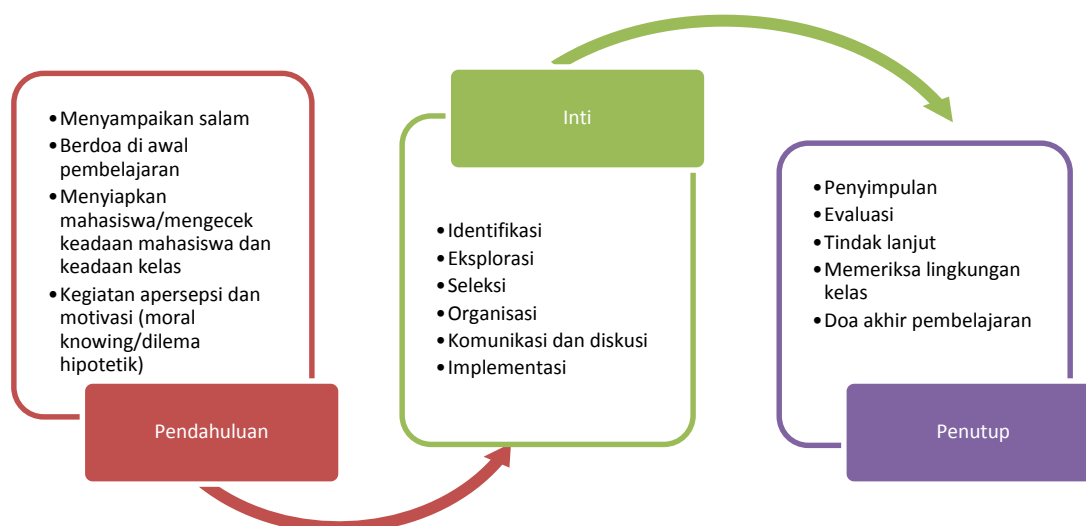 •Menyampaikan salam
•Berdoa di awal
pembelajaran
•Menyiapkan
mahasiswa/mengecek
keadaan mahasiswa dan
keadaan kelas
•Kegiatan apersepsi dan
motivasi (moral
knowing/dilema
hipotetik)
Pendahuluan
Inti
•Identifikasi
•Eksplorasi
•Seleksi
•Organisasi
•Komunikasi dan diskusi
•Implementasi
•Penyimpulan
•Evaluasi
•Tindak lanjut
•Memeriksa lingkungan
kelas
•Doa akhir pembelajaran
Penutup